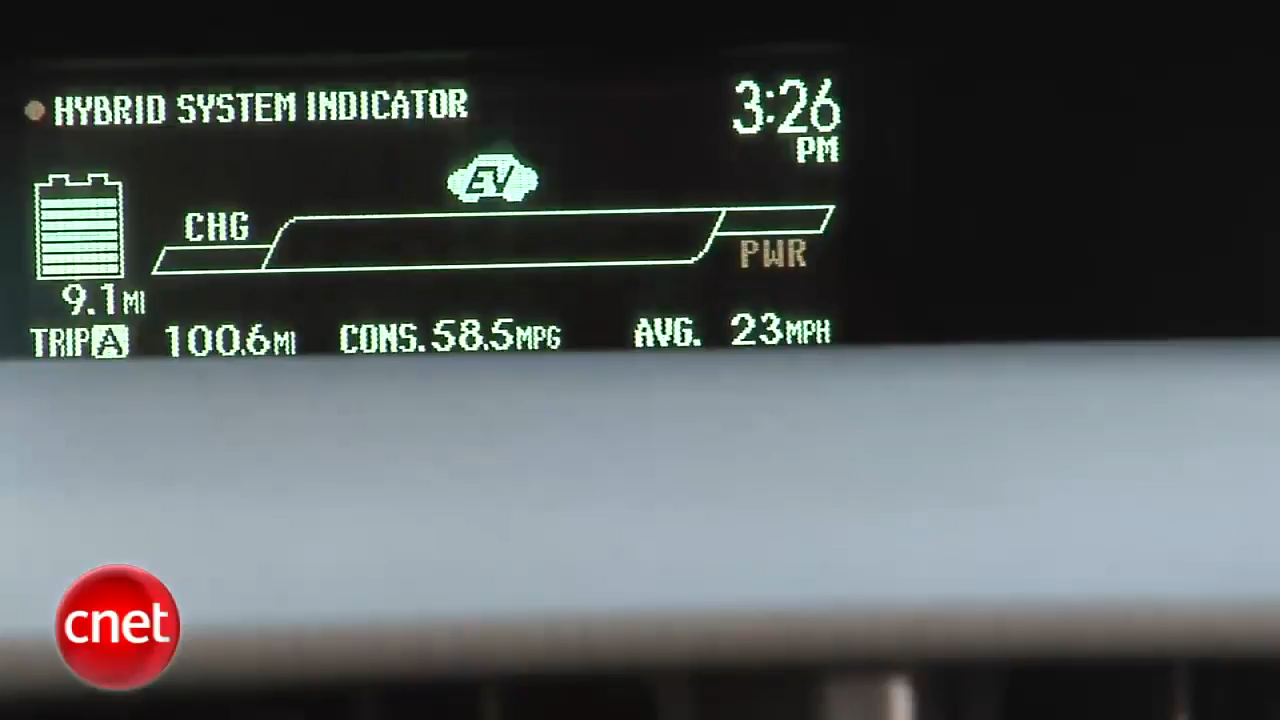 HYBRID SYSTEM INDICATOR
3:26
PM
EV
CHG
PWR
9.1MI
TRIP A 100.6MI CONS. 58.5MPG AVG. 23MPH
cnet